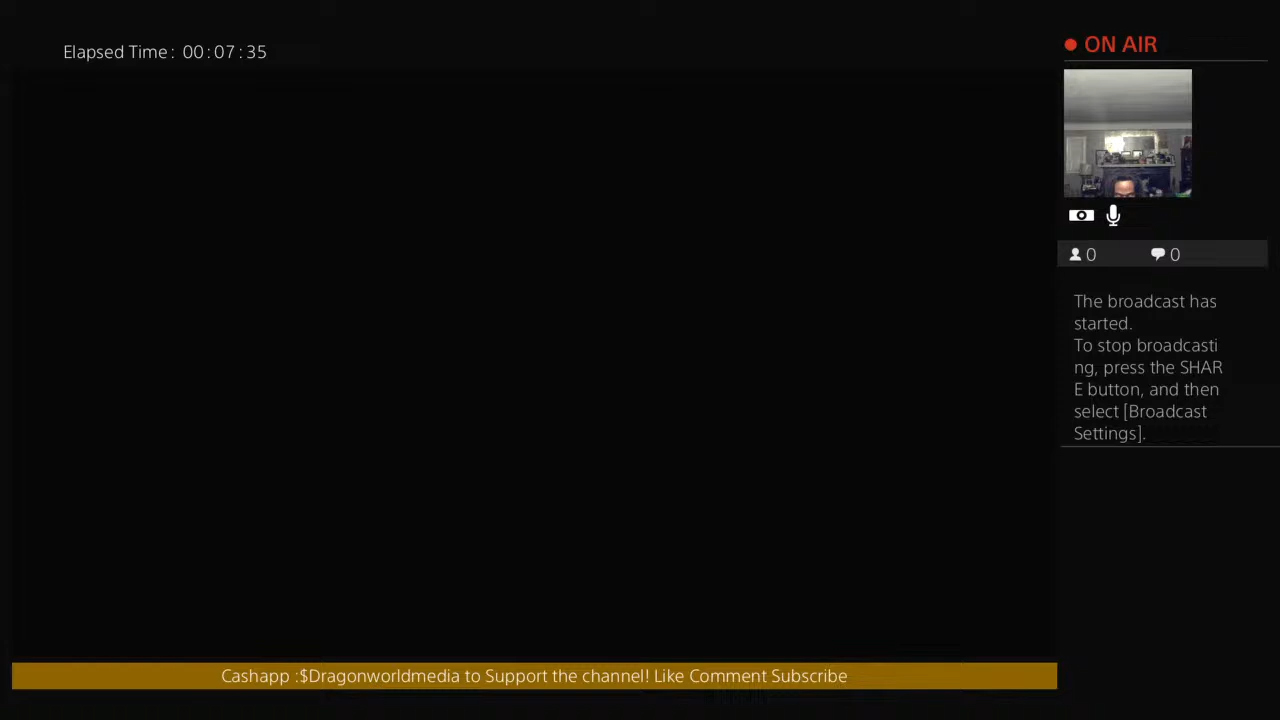 Elapsed Time: 00:07:35
ON AIR
0 0
The broadcast has
started.
To stop broadcasti
ng, press the SHAR
E button, and then
select [Broadcast
Settings].
Cashapp :$Dragonworldmedia to Support the channel! Like Comment Subscribe